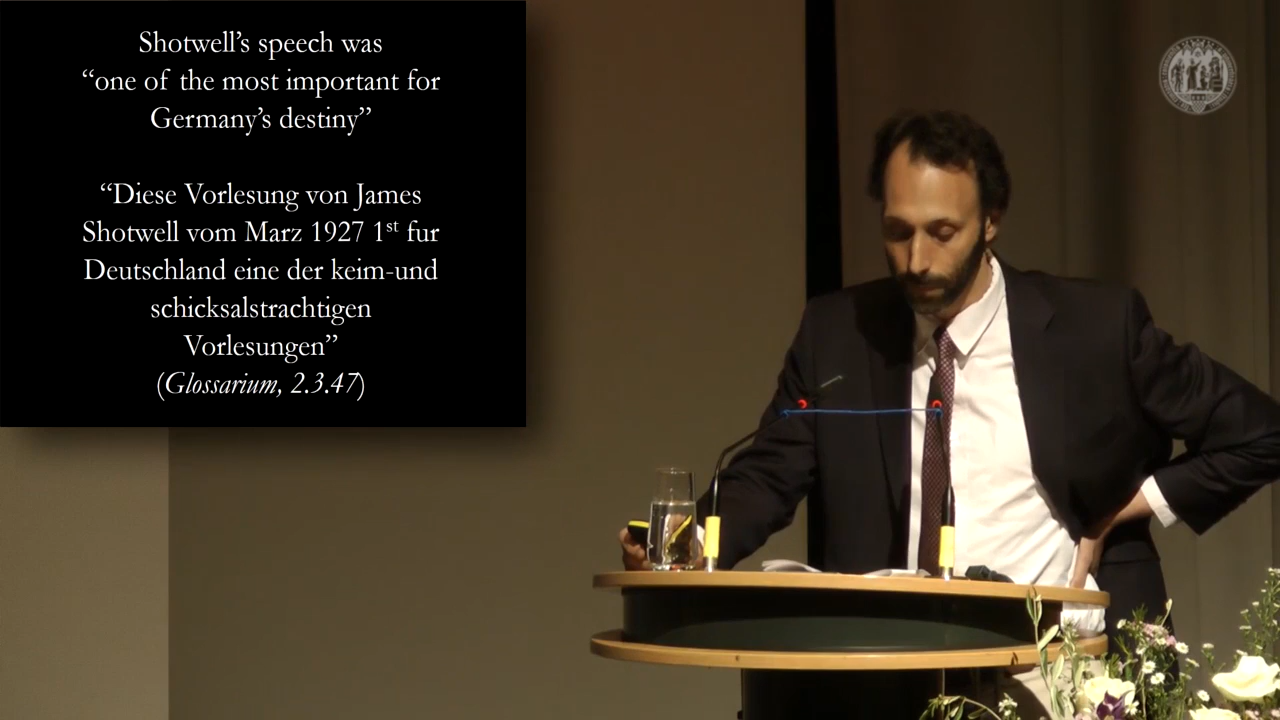 Shotwell’s speech was
“one of the most important for
Germany’s destiny”
“Diese Vorlesung von James
Shotwell vom Marz 1927 1st fur
Deutschland eine der keim-und
schicksalstrachtigen
Vorlesungen”
(Glossarium, 2.3.47)